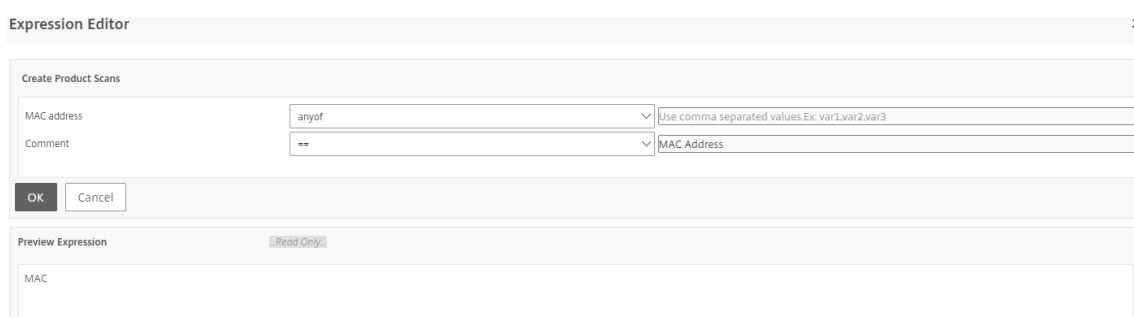 Expression Editor
Create Product Scans
MAC address anyof Use comma separated values.Ex: var1,var2,var3
Comment == MAC Address
OK Cancel
Preview Expression ...Read Only...
MAC